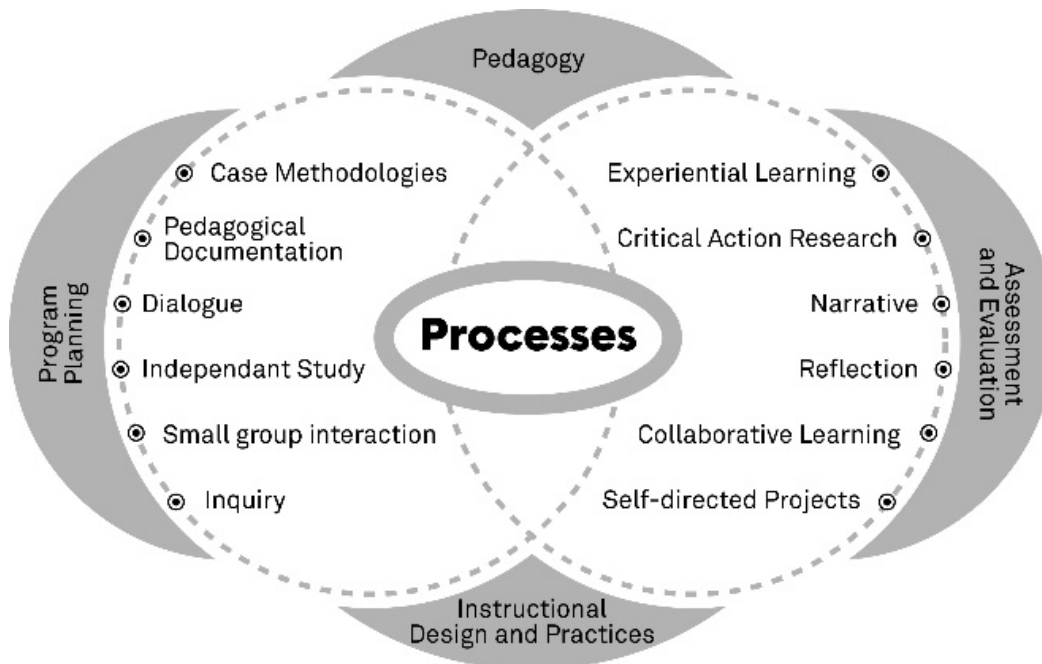 Pedagogy
Case Methodologies
Pedagogical
Documentation
Dialogue
Independant Study
Small group interaction
Inquiry
Program
Planning
Processes
Experiential Learning
Critical Action Research
Narrative
Reflection
Collaborative Learning
Self-directed Projects
Assessment
and Evaluation
Instructional
Design and Practices